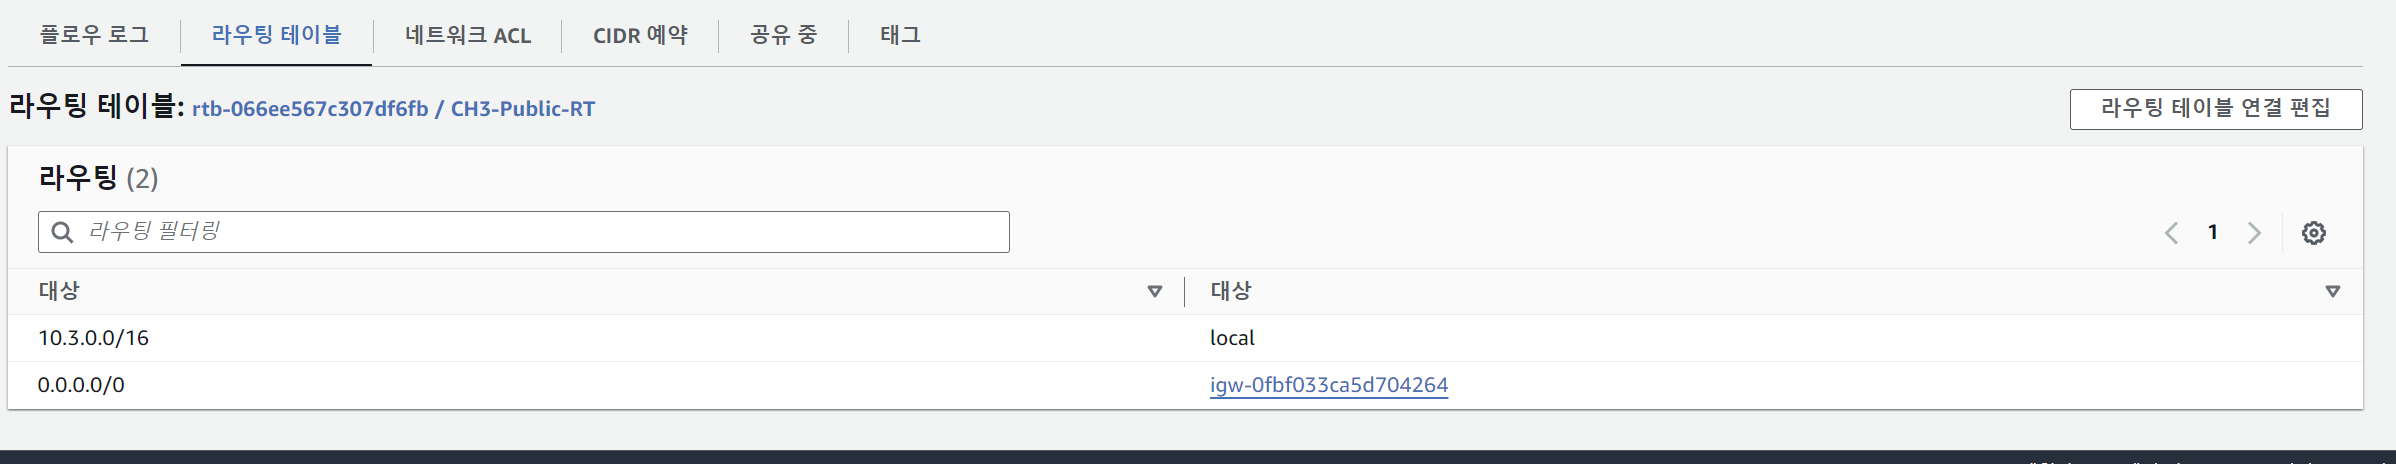 플로우 로그 라우팅 테이블 네트워크 ACL CIDR 예약 공유 중 태그
라우팅 테이블: rtb-066ee567c307df6fb / CH3-Public-RT 라우팅 테이블 연결 편집
라우팅 (2)
라우팅 필터링 1
대상 대상
10.3.0.0/16 local
0.0.0.0/0 igw-0fbf033ca5d704264